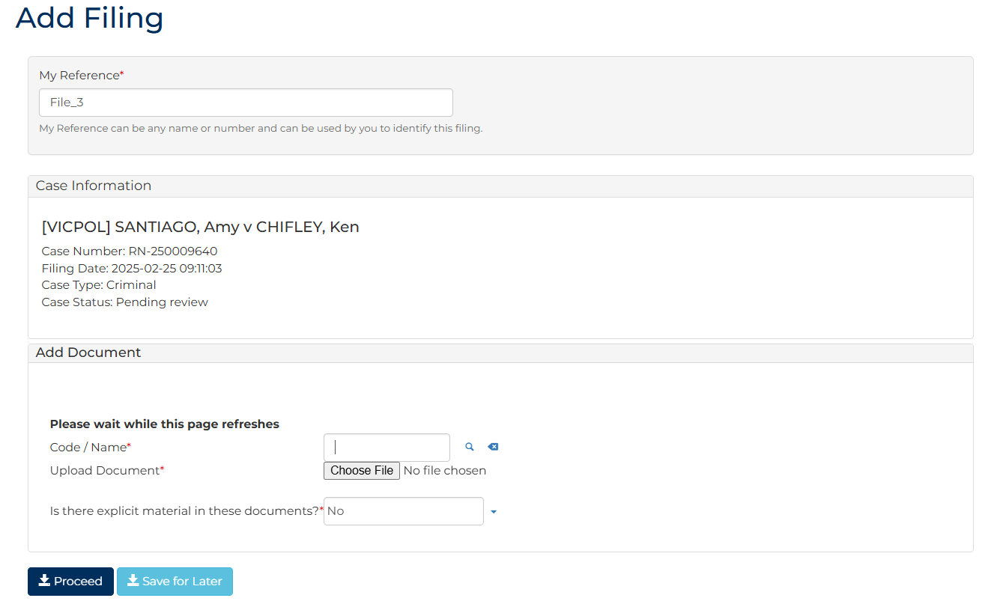 Add Filing
My Reference*
File_3
My Reference can be any name or number and can be used by you to identify this filing.
Case Information
[VICPOL] SANTIAGO, Amy v CHIFLEY, Ken
Case Number: RN-250009640
Filing Date: 2025-02-25 09:11:03
Case Type: Criminal
Case Status: Pending review
Add Document
Please wait while this page refreshes
Code / Name*
Upload Document* Choose File No file chosen
Is there explicit material in these documents?* No
Proceed Save for Later